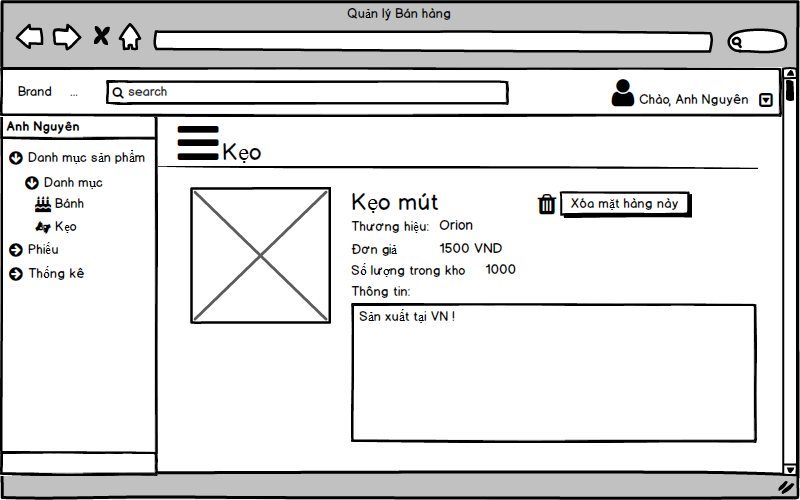 Quản lý Bán hàng
Brand ...
search
Chào, Anh Nguyên
Anh Nguyên
Danh mục sản phẩm
Danh mục
Bánh
Kẹo
Phiếu
Thống kê
Kẹo
Kẹo mút
Xóa mặt hàng này
Thương hiệu: Orion
Đơn giả 1500 VND
Số lượng trong kho 1000
Thông tin:
Sản xuất tại VN !